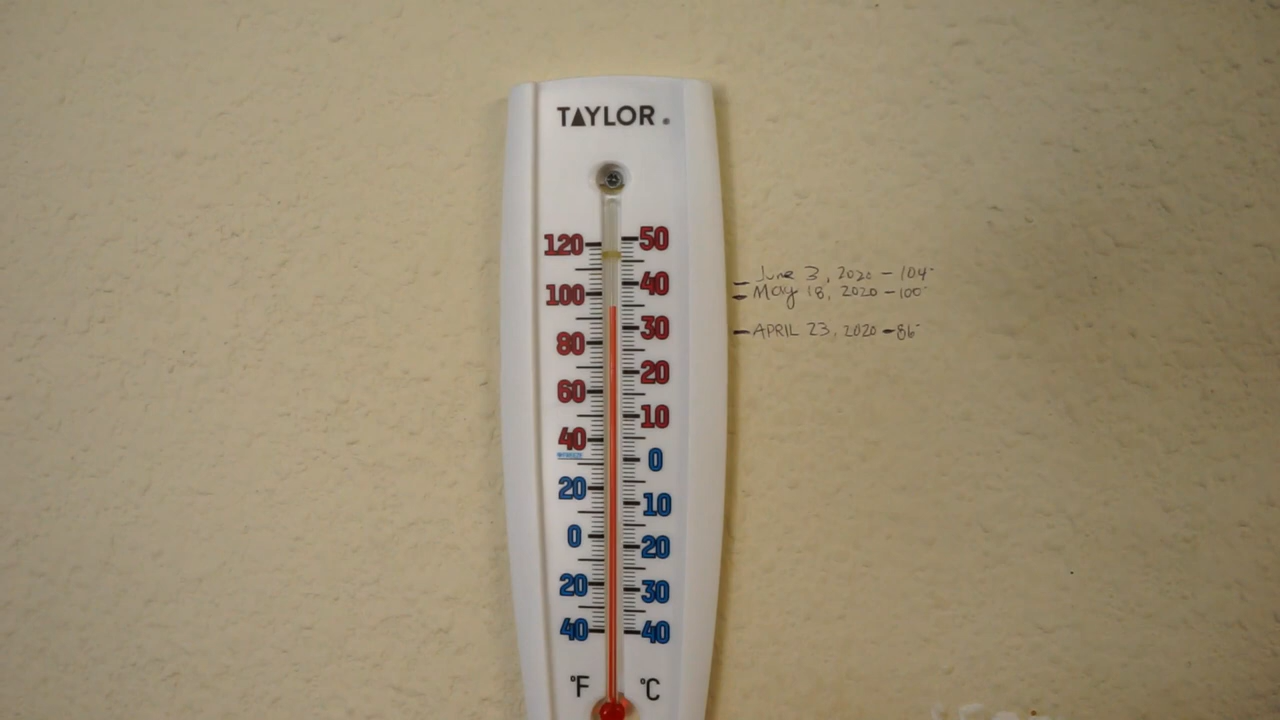 TAYLOR®
120 50
100 40
80 30
60 20
40 10
20 0
0 10
20 20
20 30
40 40
°F °C
June 3, 2020 - 104°
May 18, 2020 - 100°
APRIL 23, 2020 - 86°